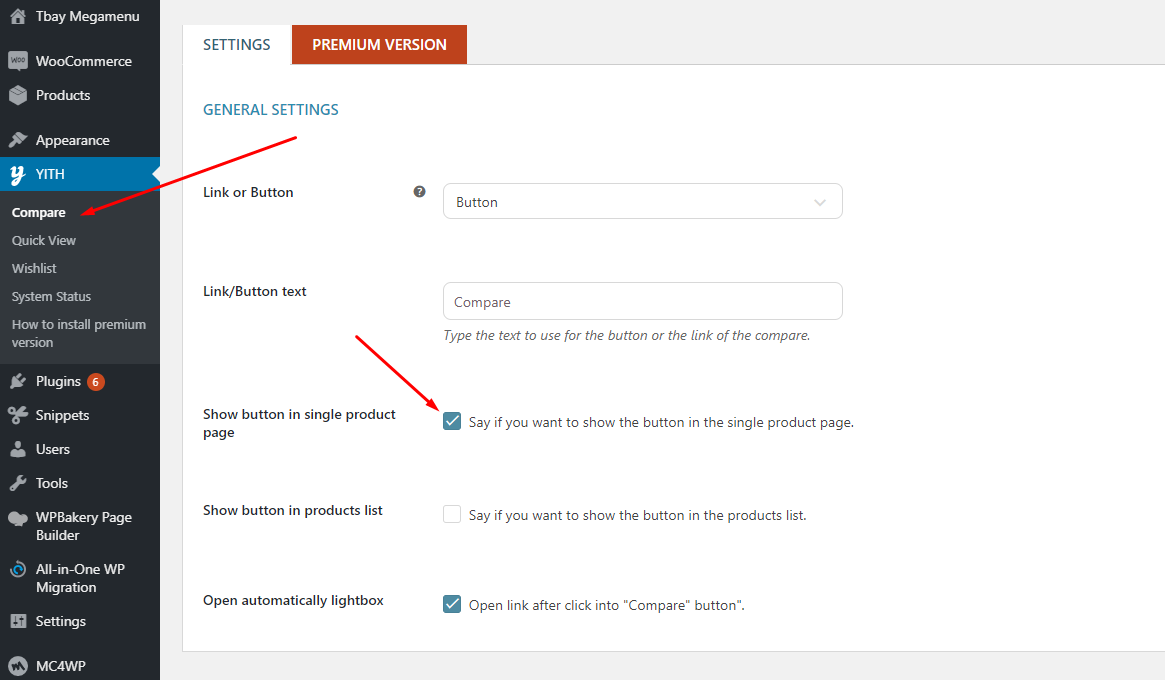 Tbay Megamenu
WOO
WooCommerce
Products
Appearance
YITH
Compare
Quick View
Wishlist
System Status
How to install premium
version
Plugins 6
Snippets
Users
Tools
WPBakery Page
Builder
All-in-One WP
Migration
Settings
MC4WP
SETTINGS
PREMIUM VERSION
GENERAL SETTINGS
Link or Button ?
Button
Link/Button text
Compare
Type the text to use for the button or the link of the compare.
Show button in single product
page
Say if you want to show the button in the single product page.
Show button in products list
Say if you want to show the button in the products list.
Open automatically lightbox
Open link after click into "Compare" button".